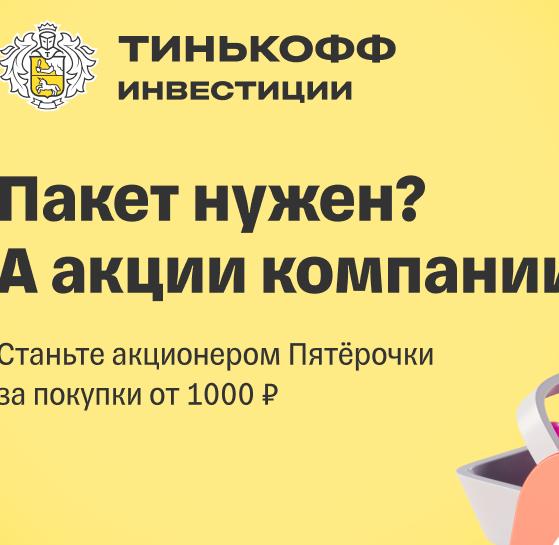 ТИНЬКОФФ
ИНВЕСТИЦИИ
Пакет нужен?
А акции компании
Станьте акционером Пятёрочки
за покупки от 1000 ₽